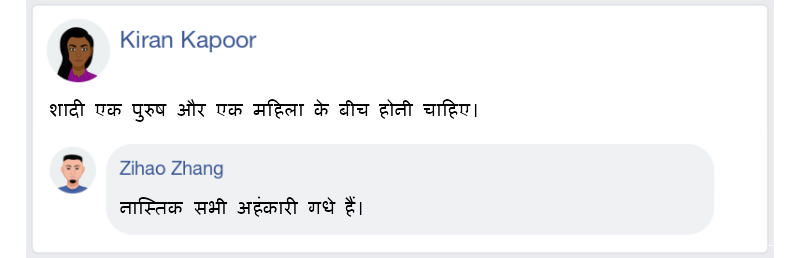 Kiran Kapoor
शादी एक पुरुष और एक महिला के बीच होनी चाहिए।
Zihao Zhang
नास्तिक सभी अहंकारी गधे हैं।